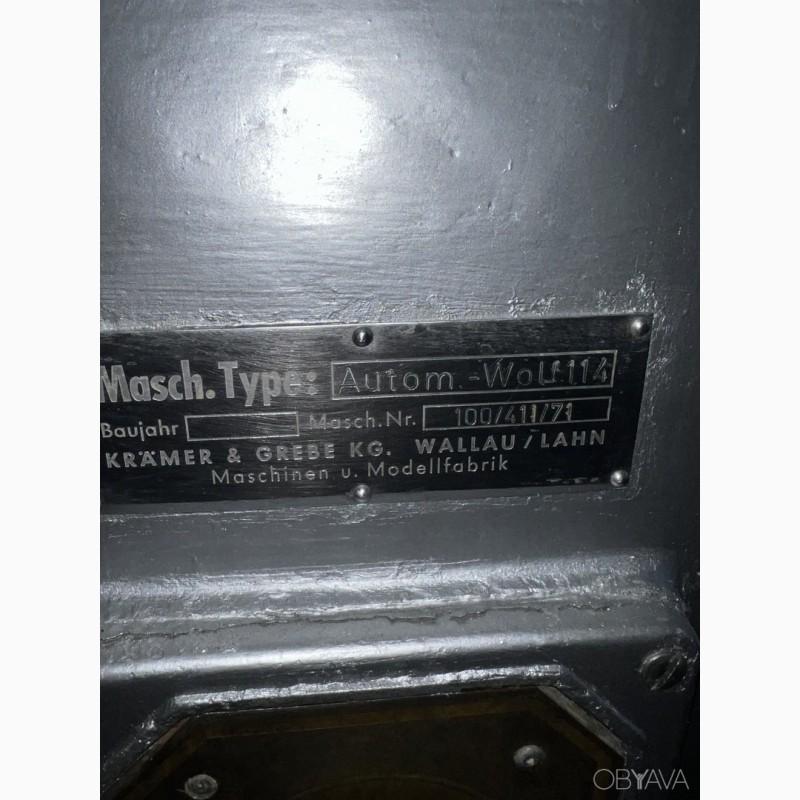 Masch. Type: Autom.-Wolf 114
Baujahr Masch. Nr. 100/411/71
KRÄMER & GREBE KG. WALLAU/LAHN
Maschinen u. Modellfabrik
OBYAVA